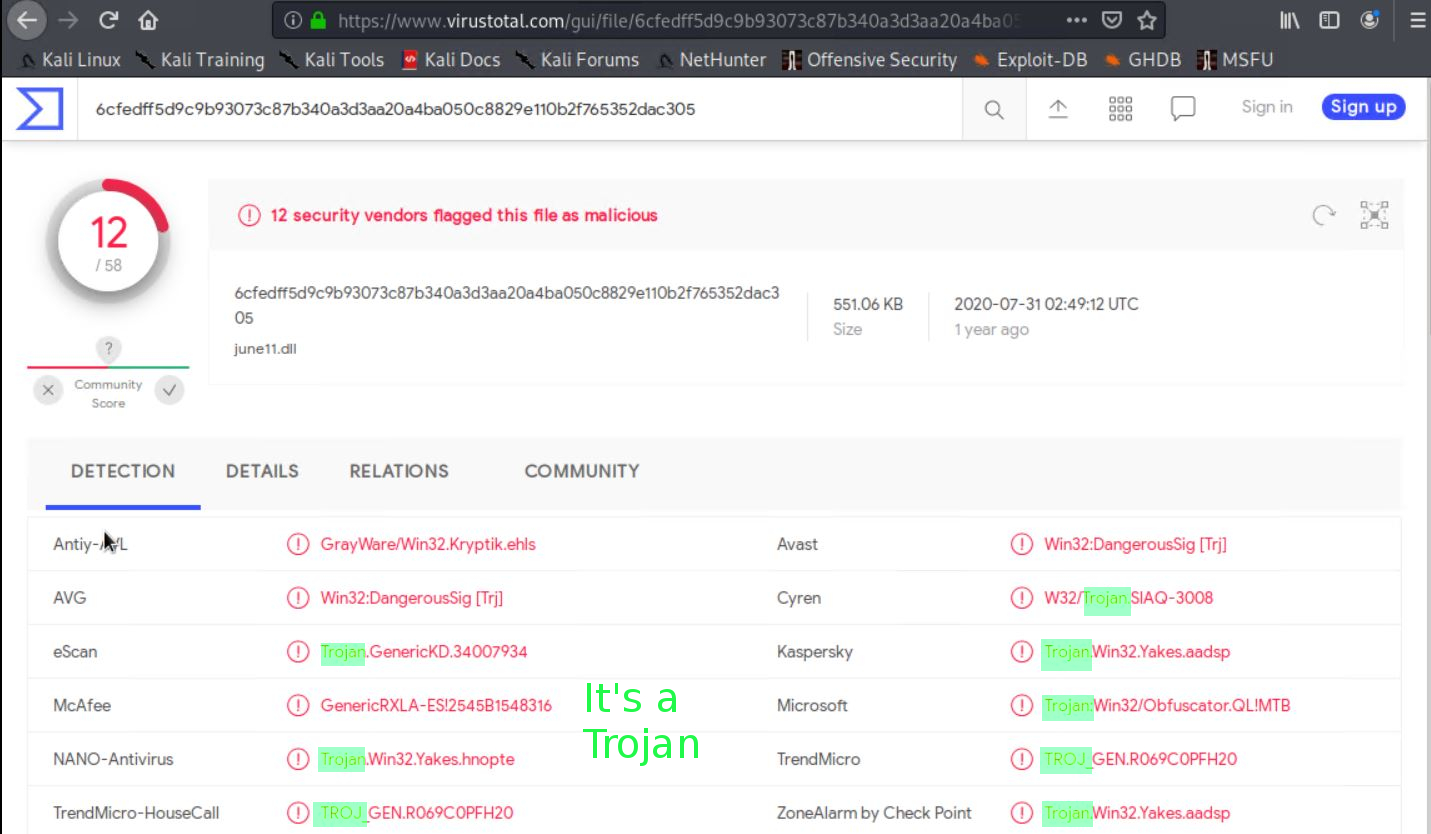 https://www.virustotal.com/gui/file/6cfedff5d9c9b93073c87b340a3d3aa20a4ba05
Kali Linux Kali Training Kali Tools Kali Docs Kali Forums NetHunter Offensive Security Exploit-DB GHDB MSFU
6cfedff5d9c9b93073c87b340a3d3aa20a4ba050c8829e110b2f765352dac305 Sign in Sign up
12
/ 58
12 security vendors flagged this file as malicious
6cfedff5d9c9b93073c87b340a3d3aa20a4ba050c8829e110b2f765352dac3
05
june11.dll
551.06 KB
Size
2020-07-31 02:49:12 UTC
1 year ago
?
Community
Score
DETECTION DETAILS RELATIONS COMMUNITY
Antiy-AVL GrayWare/Win32.Kryptik.ehls Avast Win32:DangerousSig [Trj]
AVG Win32:DangerousSig [Trj] Cyren W32/Trojan.SIAQ-3008
eScan Trojan.GenericKD.34007934 Kaspersky Trojan.Win32.Yakes.aadsp
McAfee GenericRXLA-ES!2545B1548316 Microsoft Trojan:Win32/Obfuscator.QL!MTB
It's a
Trojan
NANO-Antivirus Trojan.Win32.Yakes.hnopte TrendMicro TROJ_GEN.R069C0PFH20
TrendMicro-HouseCall TROJ_GEN.R069C0PFH20 ZoneAlarm by Check Point Trojan.Win32.Yakes.aadsp